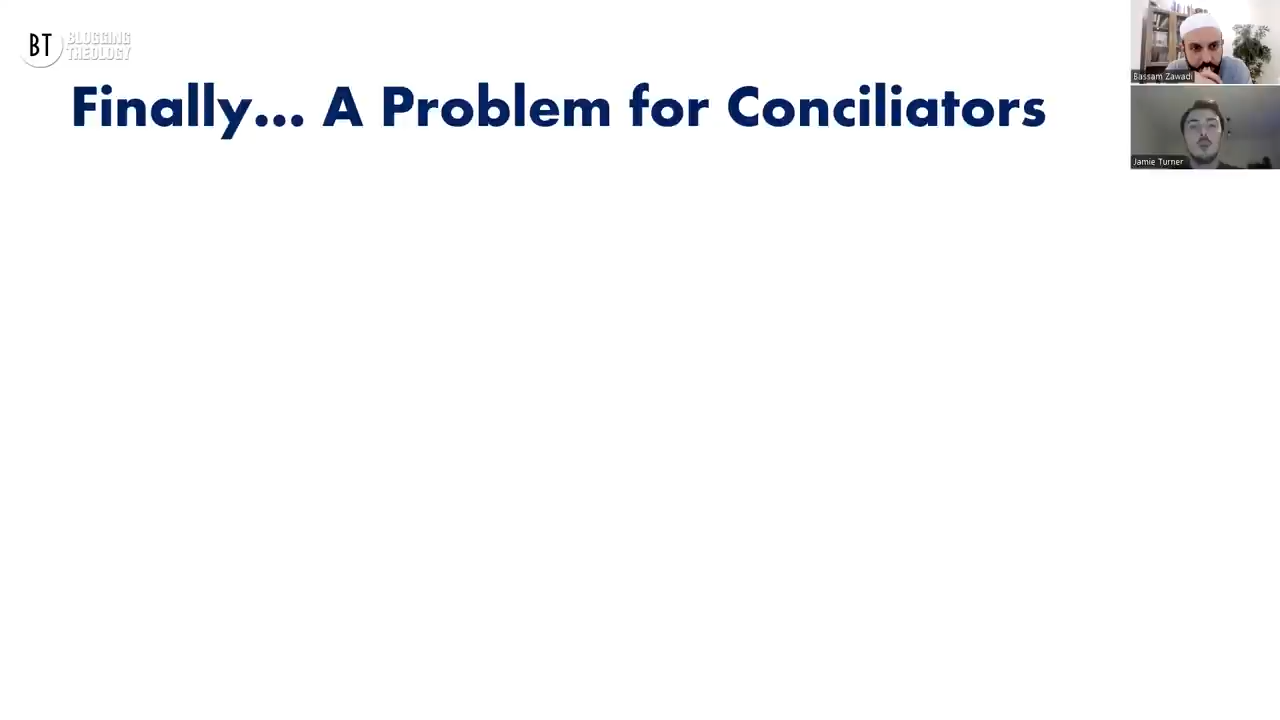 BT BLOGGING
THEOLOGY
Finally... A Problem for Conciliators
Bassam Zawadi
Jamie Turner